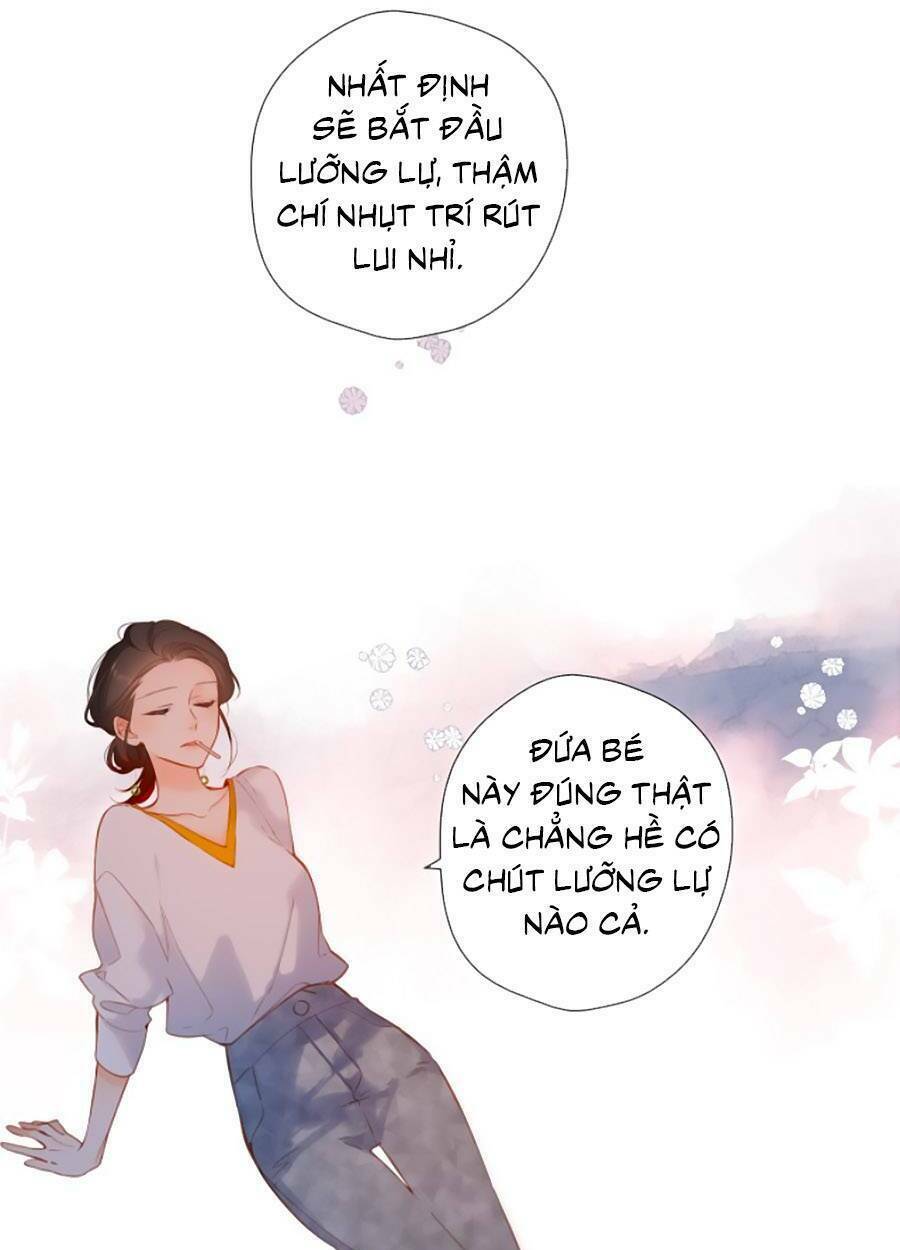 NHẤT ĐỊNH
SẼ BẮT ĐẦU
LƯỠNG LỰ, THẬM
CHÍ NHỤT TRÍ RÚT
LUI NHỈ.
ĐỨA BÉ
NÀY ĐÚNG THẬT
LÀ CHẲNG HỀ CÓ
CHÚT LƯỠNG LỰ
NÀO CẢ.